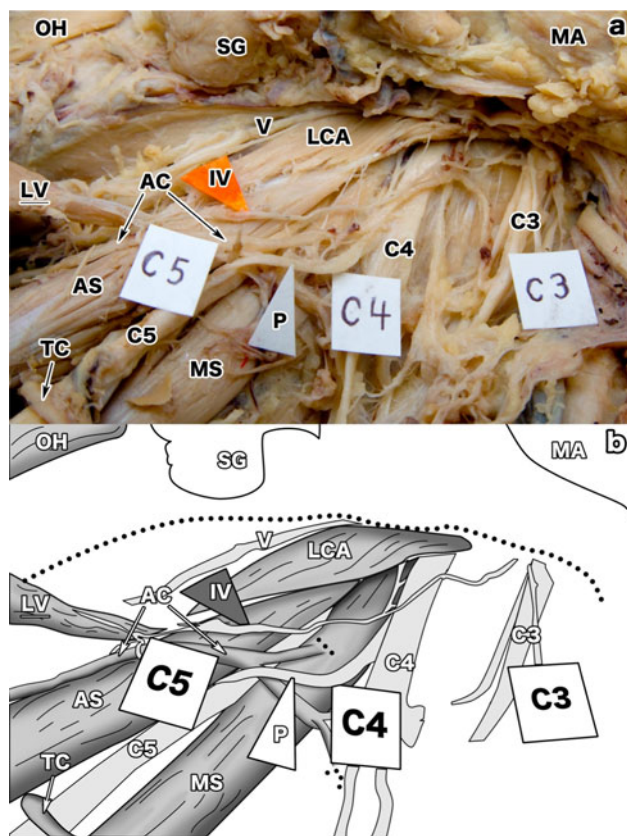 OH SG MA a
V LCA
LV AC IV
C3
C4
AS C5
C5 C4 C3
P
TC MS
OH SG MA b
V LCA
AC IV
LV
C3
C4
AS C5 C4 C3
P
C5
TC MS